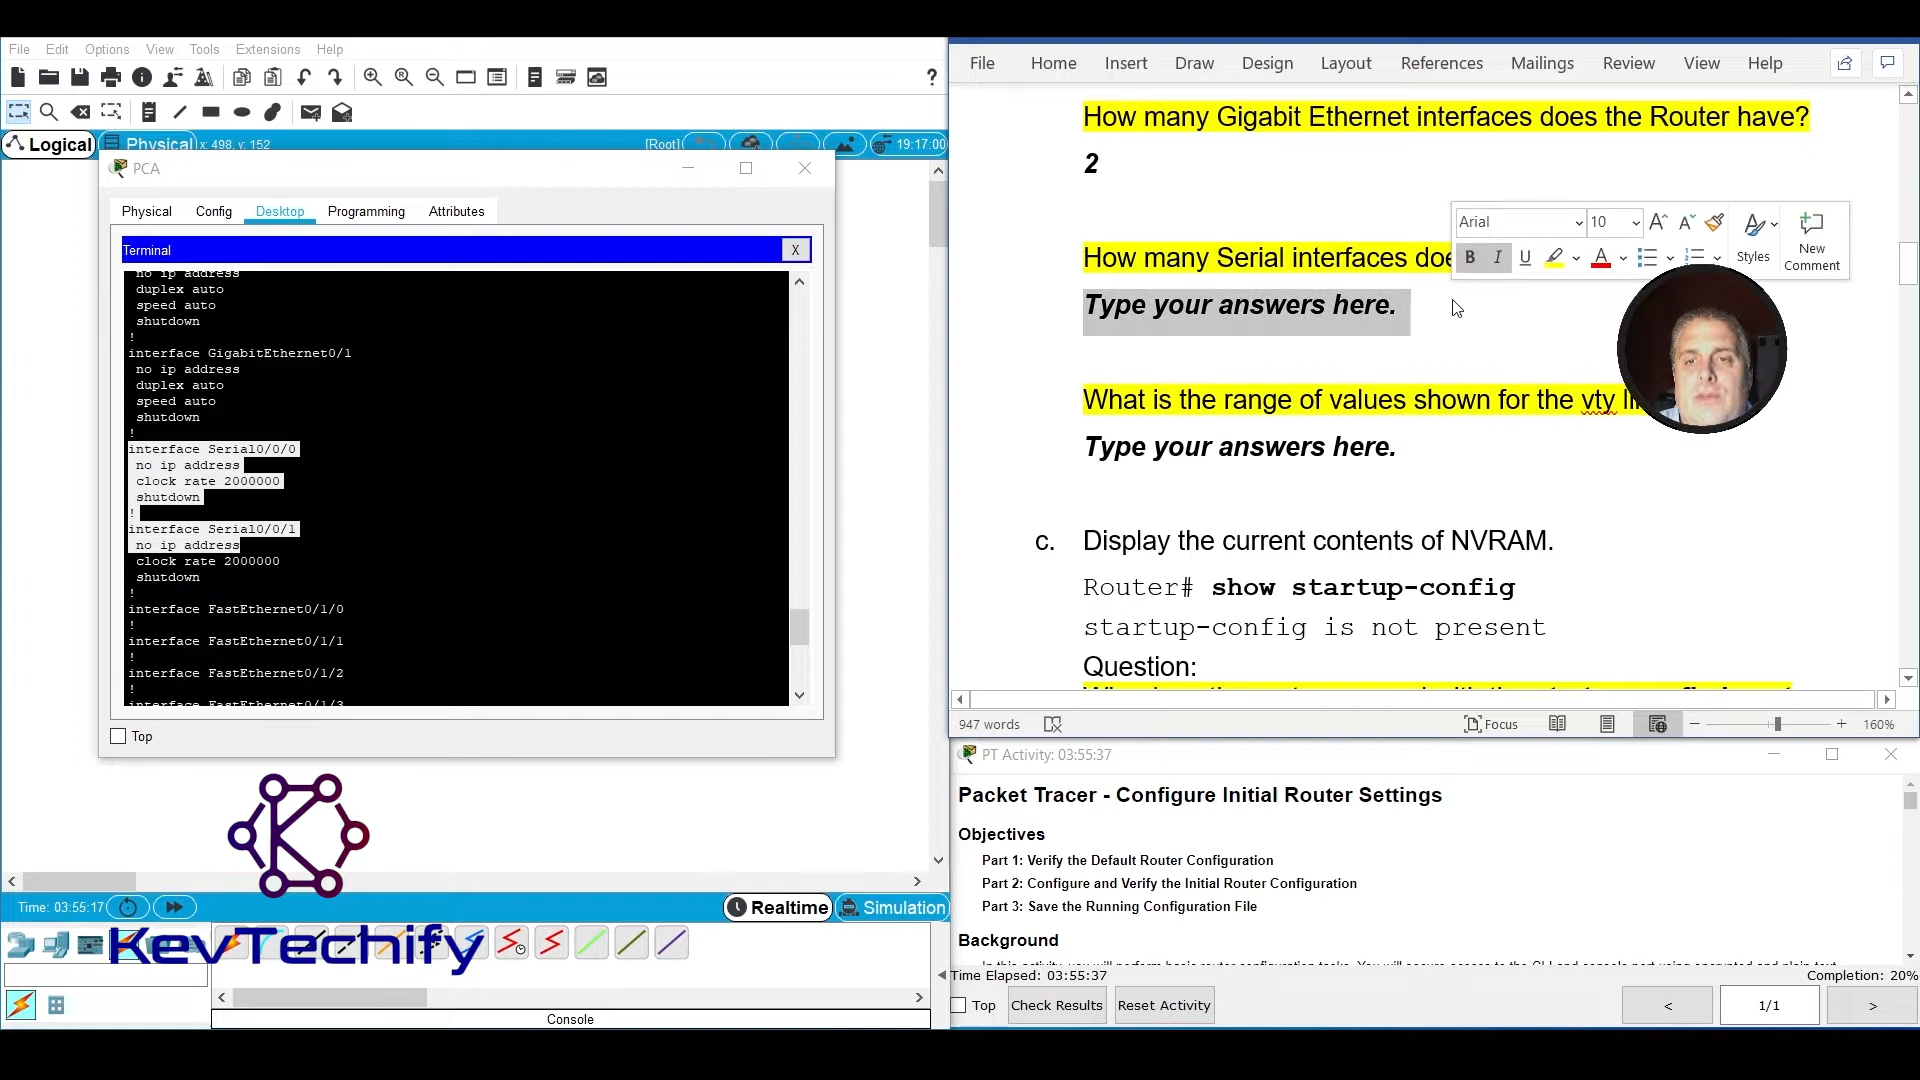 File Edit Options View Tools Extensions Help
?
Logical
Physical x: 498, y: 152
[Root]
19:17:00
PCA
Physical Config Desktop Programming Attributes
Terminal
X
no ip address
duplex auto
speed auto
shutdown
!
interface GigabitEthernet0/1
no ip address
duplex auto
speed auto
shutdown
!
interface Serial0/0/0
no ip address
clock rate 2000000
shutdown
!
interface Serial0/0/1
no ip address
clock rate 2000000
shutdown
!
interface FastEthernet0/1/0
!
interface FastEthernet0/1/1
!
interface FastEthernet0/1/2
!
interface FastEthernet0/1/3
Top
Time: 03:55:17
Realtime
Simulation
KevTechify
Console
File Home Insert Draw Design Layout References Mailings Review View Help
How many Gigabit Ethernet interfaces does the Router have?
2
Arial 10
B I U
Styles
New
Comment
How many Serial interfaces doe
Type your answers here.
What is the range of values shown for the vty li
Type your answers here.
c. Display the current contents of NVRAM.
Router# show startup-config
startup-config is not present
Question:
947 words
Focus
160%
PT Activity: 03:55:37
Packet Tracer - Configure Initial Router Settings
Objectives
Part 1: Verify the Default Router Configuration
Part 2: Configure and Verify the Initial Router Configuration
Part 3: Save the Running Configuration File
Background
Time Elapsed: 03:55:37
Completion: 20%
Top
Check Results
Reset Activity
<
1/1
>